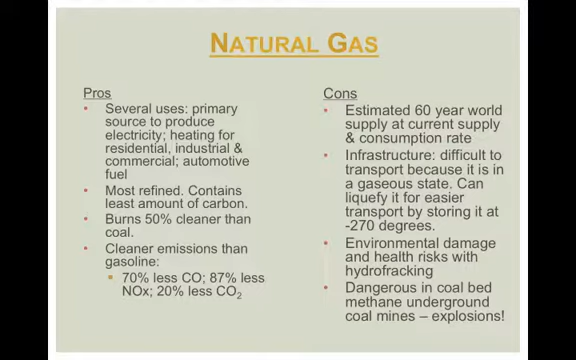 NATURAL GAS
Pros
• Several uses: primary
source to produce
electricity; heating for
residential, industrial &
commercial; automotive
fuel
• Most refined. Contains
least amount of carbon.
• Burns 50% cleaner than
coal.
• Cleaner emissions than
gasoline:
▪ 70% less CO; 87% less
NOx; 20% less CO₂
Cons
• Estimated 60 year world
supply at current supply
& consumption rate
• Infrastructure: difficult to
transport because it is in
a gaseous state. Can
liquefy it for easier
transport by storing it at
-270 degrees.
• Environmental damage
and health risks with
hydrofracking
• Dangerous in coal bed
methane underground
coal mines – explosions!